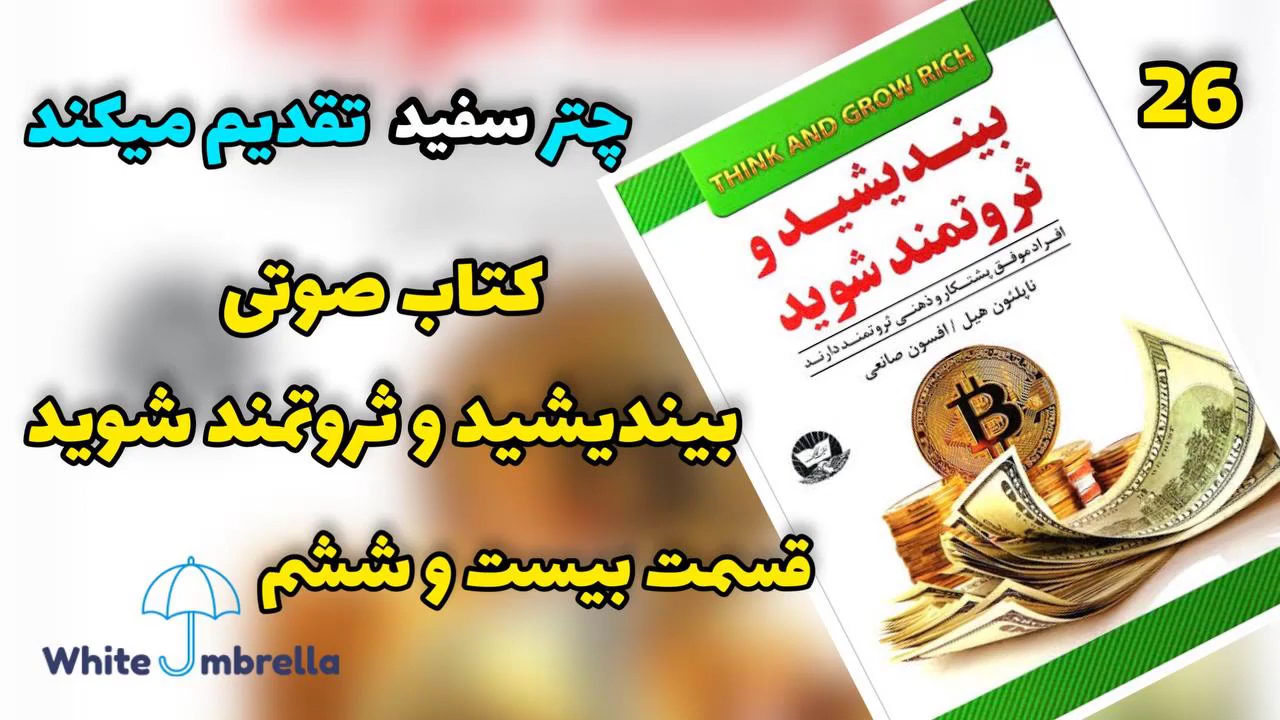 چتر سفید تقدیم میکند
26
کتاب صوتی
بیندیشید و ثروتمند شوید
قسمت بیست و ششم
White Umbrella
THINK AND GROW RICH
بیندیشید و
ثروتمند شوید
افراد موفق پشتکار و ذهنی ثروتمند دارند
ناپلئون هیل / افسون صانعی